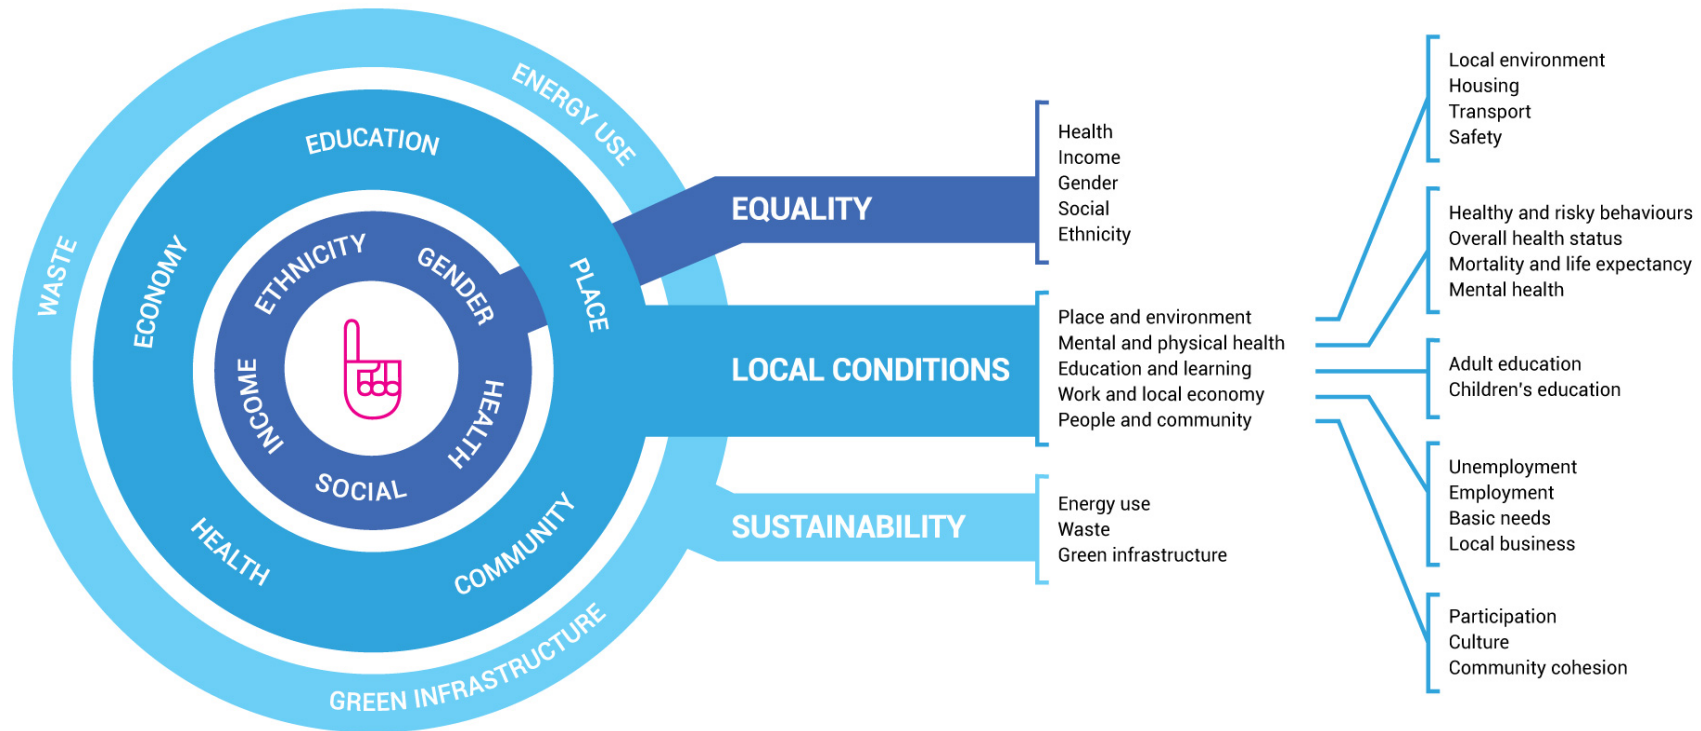 ENERGY USE
WASTE
GREEN INFRASTRUCTURE
EDUCATION
ECONOMY
PLACE
HEALTH
COMMUNITY
ETHNICITY
GENDER
INCOME
HEALTH
SOCIAL
EQUALITY
Health
Income
Gender
Social
Ethnicity
LOCAL CONDITIONS
Place and environment
Mental and physical health
Education and learning
Work and local economy
People and community
SUSTAINABILITY
Energy use
Waste
Green infrastructure
Local environment
Housing
Transport
Safety
Healthy and risky behaviours
Overall health status
Mortality and life expectancy
Mental health
Adult education
Children's education
Unemployment
Employment
Basic needs
Local business
Participation
Culture
Community cohesion